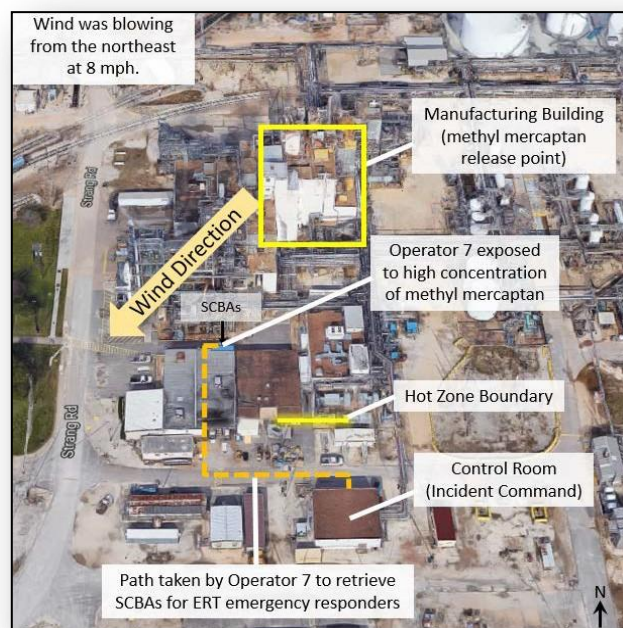 Wind was blowing
from the northeast
at 8 mph.
Manufacturing Building
(methyl mercaptan
release point)
Strang Rd
Wind Direction
Operator 7 exposed
to high concentration
of methyl mercaptan
SCBAs
Hot Zone Boundary
Strang Rd
Control Room
(Incident Command)
Path taken by Operator 7 to retrieve
SCBAs for ERT emergency responders
N